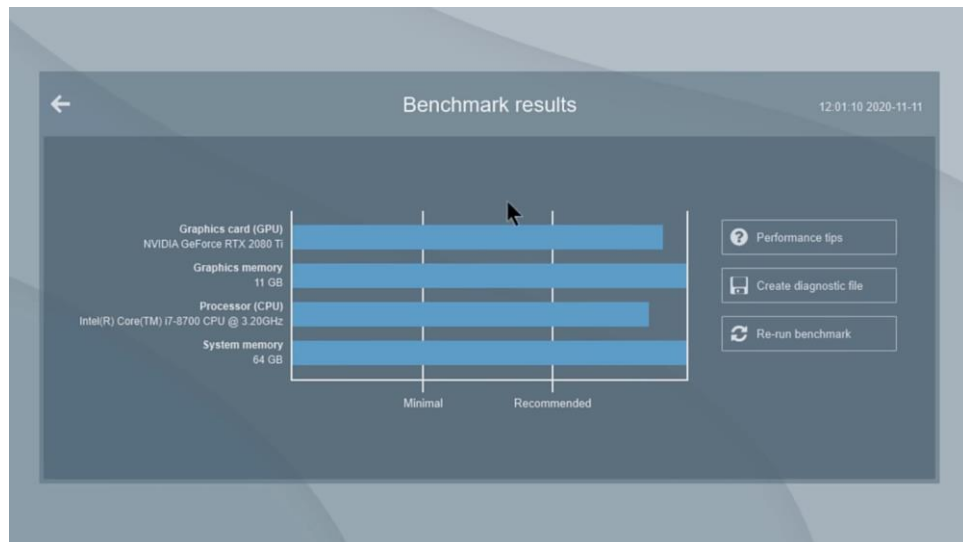 Benchmark results
12:01:10 2020-11-11
Graphics card (GPU)
NVIDIA GeForce RTX 2080 Ti
Graphics memory
11 GB
Processor (CPU)
Intel(R) Core(TM) i7-8700 CPU @ 3.20GHz
System memory
64 GB
Minimal
Recommended
Performance tips
Create diagnostic file
Re-run benchmark